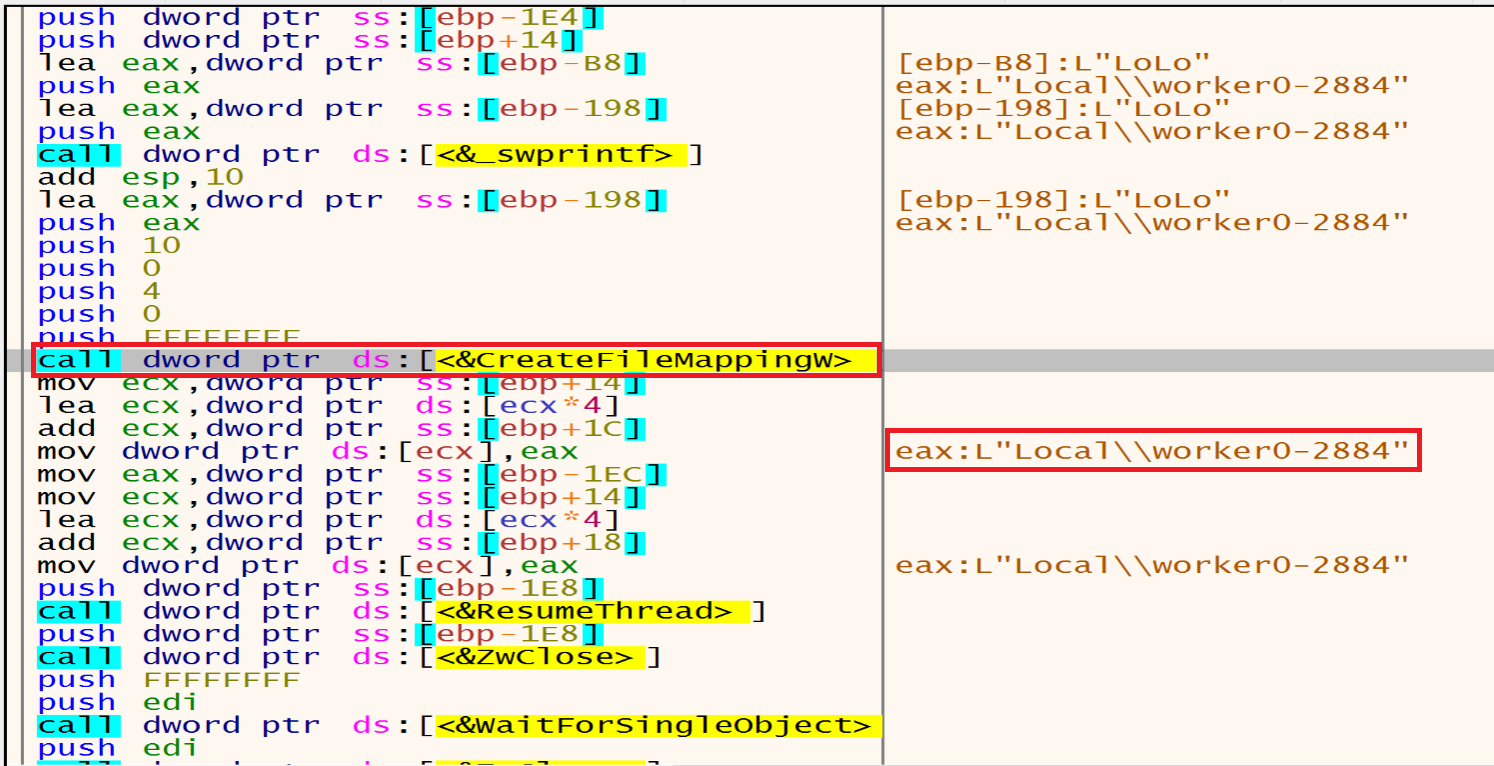 push dword ptr ss:[ebp-1E4]
push dword ptr ss:[ebp+14]
lea eax,dword ptr ss:[ebp-B8] [ebp-B8]:L"LoLo"
push eax eax:L"Local\\worker0-2884"
lea eax,dword ptr ss:[ebp-198] [ebp-198]:L"LoLo"
push eax eax:L"Local\\worker0-2884"
call dword ptr ds:[<&_swprintf>]
add esp,10
lea eax,dword ptr ss:[ebp-198] [ebp-198]:L"LoLo"
push eax eax:L"Local\\worker0-2884"
push 10
push 0
push 4
push 0
push FFFFFFFF
call dword ptr ds:[<&CreateFileMappingW>
mov ecx,dword ptr ss:[ebp+14]
lea ecx,dword ptr ds:[ecx*4]
add ecx,dword ptr ss:[ebp+1C]
mov dword ptr ds:[ecx],eax eax:L"Local\\worker0-2884"
mov eax,dword ptr ss:[ebp-1EC]
mov ecx,dword ptr ss:[ebp+14]
lea ecx,dword ptr ds:[ecx*4]
add ecx,dword ptr ss:[ebp+18]
mov dword ptr ds:[ecx],eax eax:L"Local\\worker0-2884"
push dword ptr ss:[ebp-1E8]
call dword ptr ds:[<&ResumeThread>]
push dword ptr ss:[ebp-1E8]
call dword ptr ds:[<&ZwClose>]
push FFFFFFFF
push edi
call dword ptr ds:[<&WaitForSingleObject>
push edi